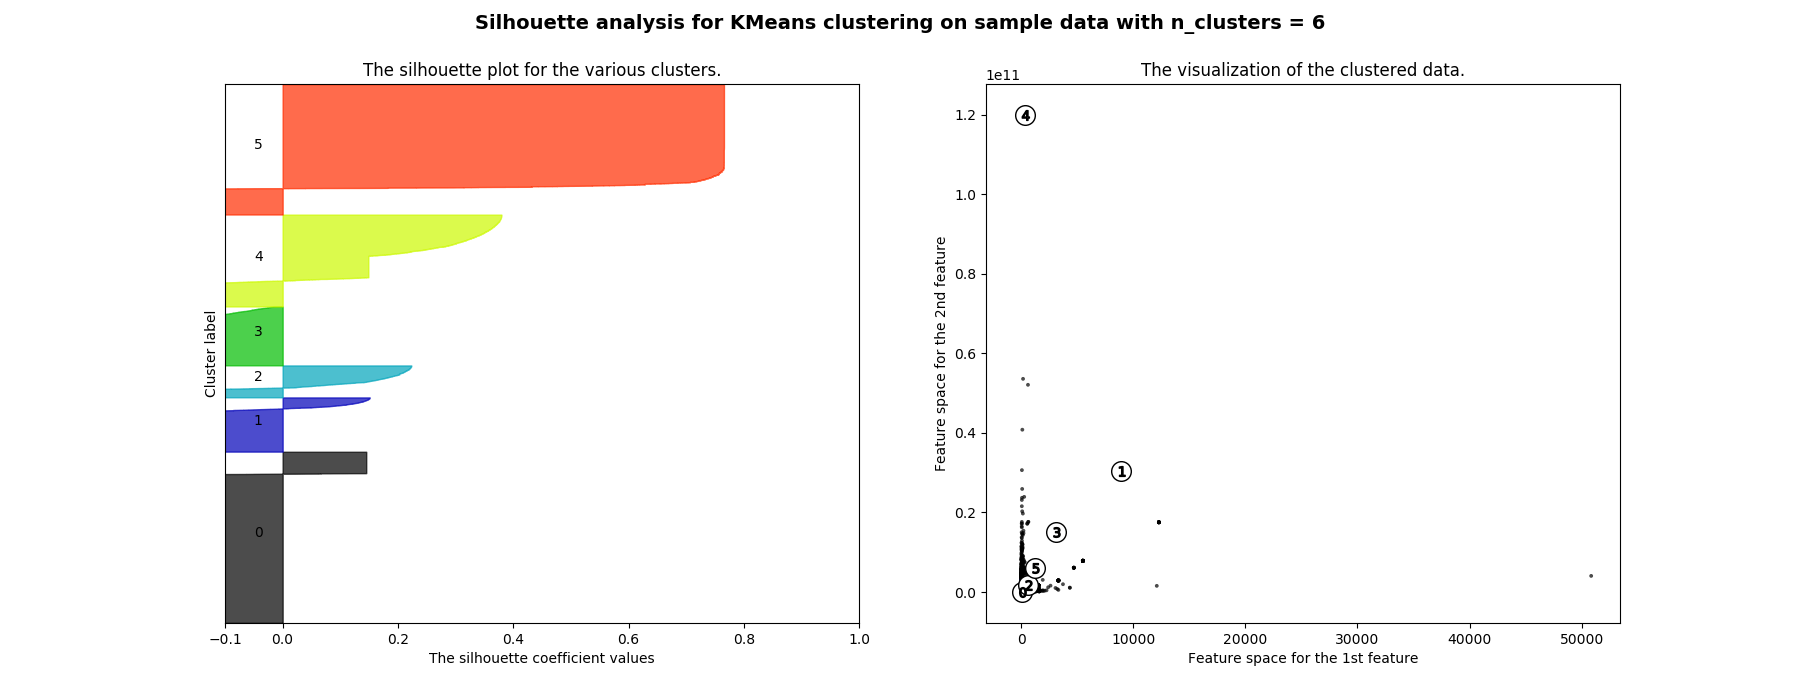 Silhouette analysis for KMeans clustering on sample data with n_clusters = 6
The silhouette plot for the various clusters.
5
4
3
2
1
0
Cluster label
−0.1 0.0 0.2 0.4 0.6 0.8 1.0
The silhouette coefficient values
The visualization of the clustered data.
1e11
1.2
1.0
0.8
0.6
0.4
0.2
0.0
Feature space for the 2nd feature
4
1
3
5
2
0
0 10000 20000 30000 40000 50000
Feature space for the 1st feature